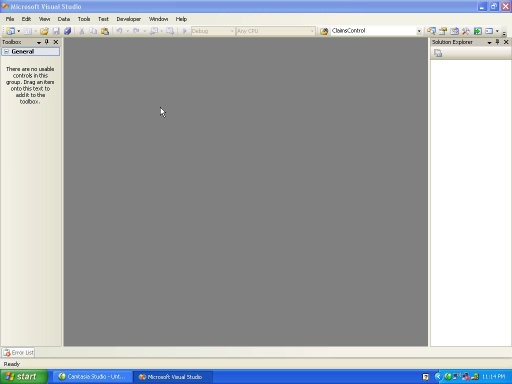 Microsoft Visual Studio
File Edit View Data Tools Test Developer Window Help
Debug Any CPU ClainsControl
Toolbox
General
There are no usable
controls in this
group. Drag an item
onto this text to
add it to the
toolbox.
Solution Explorer
Error List
Ready
start
Camtasia Studio - Unt...
Microsoft Visual Studio
11:14 PM